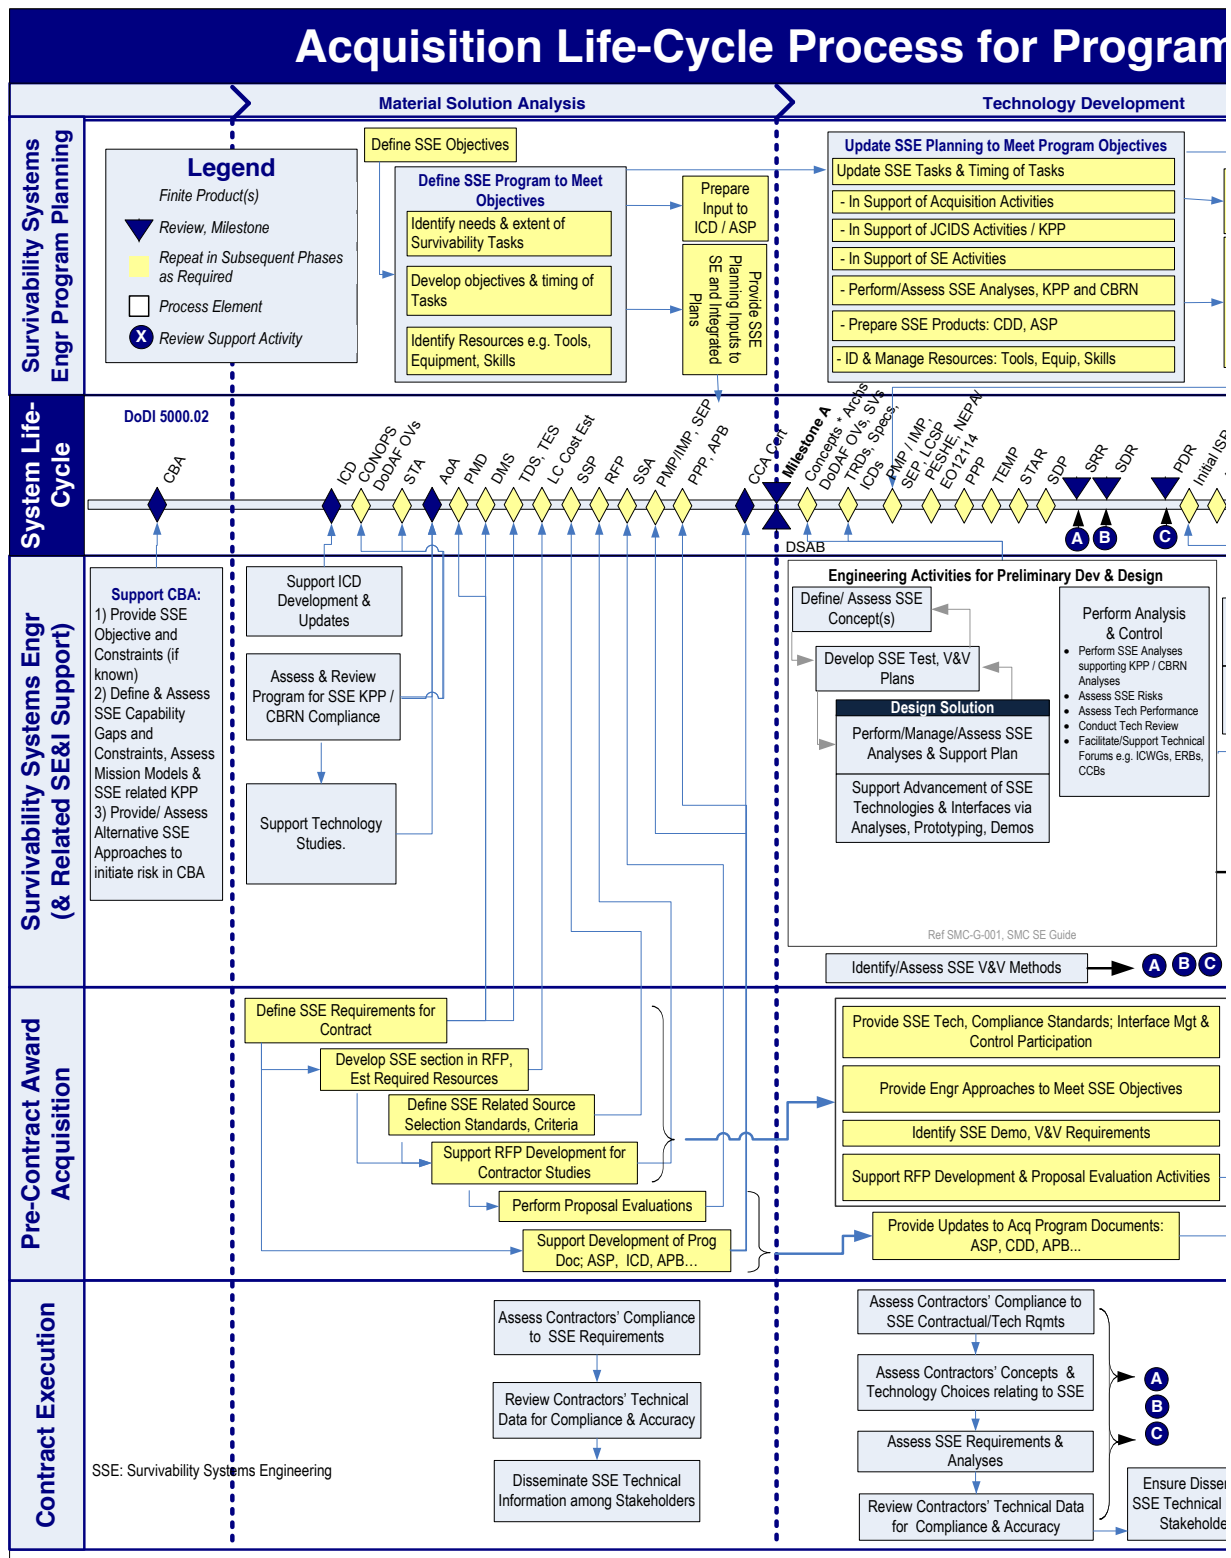 Acquisition Life-Cycle Process for Program
Material Solution Analysis
Technology Development
Survivability Systems
Engr Program Planning
Legend
Finite Product(s)
Review, Milestone
Repeat in Subsequent Phases
as Required
Process Element
X
Review Support Activity
Define SSE Objectives
Define SSE Program to Meet
Objectives
Identify needs & extent of
Survivability Tasks
Develop objectives & timing of
Tasks
Identify Resources e.g. Tools,
Equipment, Skills
Prepare
Input to
ICD / ASP
Provide SSE
Planning Inputs to
SE and Integrated
Plans
Update SSE Planning to Meet Program Objectives
Update SSE Tasks & Timing of Tasks
- In Support of Acquisition Activities
- In Support of JCIDS Activities / KPP
- In Support of SE Activities
- Perform/Assess SSE Analyses, KPP and CBRN
- Prepare SSE Products: CDD, ASP
- ID & Manage Resources: Tools, Equip, Skills
System Life-
Cycle
DoDI 5000.02
CBA
ICD
CONOPS
DoDAF OVs
STA
AoA
PMD
DMS
TDS, TES
LC Cost Est
SSP
RFP
SSA
PMP/IMP, SEP
PPP, APB
CCA Cert
Milestone A
Concepts * Archs
DoDAF OVs, SVs
TRDs, Specs,
ICDs
PMP / IMP,
SEP, LCSP
PESHE, NEPA/
EO12114
PPP
TEMP
STAR
SDP
SRR
SDR
PDR
Initial ISP
A
B
C
DSAB
Survivability Systems Engr
(& Related SE&I Support)
Support CBA:
1) Provide SSE
Objective and
Constraints (if
known)
2) Define & Assess
SSE Capability
Gaps and
Constraints, Assess
Mission Models &
SSE related KPP
3) Provide/ Assess
Alternative SSE
Approaches to
initiate risk in CBA
Support ICD
Development &
Updates
Assess & Review
Program for SSE KPP /
CBRN Compliance
Support Technology
Studies.
Engineering Activities for Preliminary Dev & Design
Define/ Assess SSE
Concept(s)
Develop SSE Test, V&V
Plans
Design Solution
Perform/Manage/Assess SSE
Analyses & Support Plan
Support Advancement of SSE
Technologies & Interfaces via
Analyses, Prototyping, Demos
Perform Analysis
& Control
• Perform SSE Analyses
supporting KPP / CBRN
Analyses
• Assess SSE Risks
• Assess Tech Performance
• Conduct Tech Review
• Facilitate/Support Technical
Forums e.g. ICWGs, ERBs,
CCBs
Ref SMC-G-001, SMC SE Guide
Identify/Assess SSE V&V Methods
A
B
C
Pre-Contract Award
Acquisition
Define SSE Requirements for
Contract
Develop SSE section in RFP,
Est Required Resources
Define SSE Related Source
Selection Standards, Criteria
Support RFP Development for
Contractor Studies
Perform Proposal Evaluations
Support Development of Prog
Doc; ASP, ICD, APB…
Provide SSE Tech, Compliance Standards; Interface Mgt &
Control Participation
Provide Engr Approaches to Meet SSE Objectives
Identify SSE Demo, V&V Requirements
Support RFP Development & Proposal Evaluation Activities
Provide Updates to Acq Program Documents:
ASP, CDD, APB...
Contract Execution
Assess Contractors’ Compliance
to SSE Requirements
Review Contractors’ Technical
Data for Compliance & Accuracy
Disseminate SSE Technical
Information among Stakeholders
Assess Contractors’ Compliance to
SSE Contractual/Tech Rqmts
Assess Contractors’ Concepts &
Technology Choices relating to SSE
Assess SSE Requirements &
Analyses
Review Contractors’ Technical Data
for Compliance & Accuracy
A
B
C
Ensure Disser
SSE Technical
Stakeholde
SSE: Survivability Systems Engineering